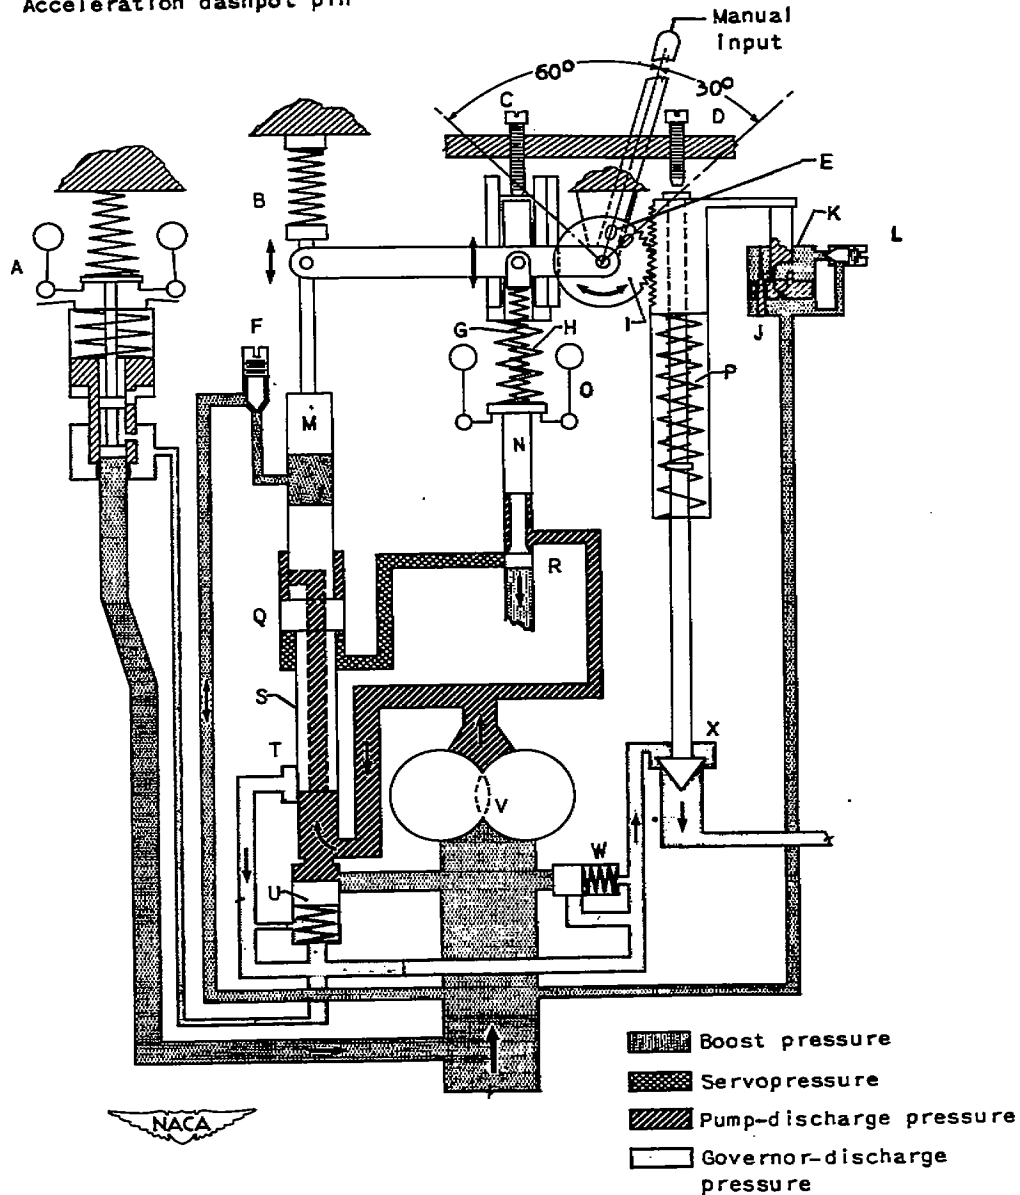 Acceleration dashpot pin
Manual
input
60°
30°
C
D
E
B
K
L
A
F
G
H
I
J
P
O
M
N
R
Q
S
T
X
V
W
U
Boost pressure
Servopressure
Pump-discharge pressure
Governor-discharge
pressure
NACA